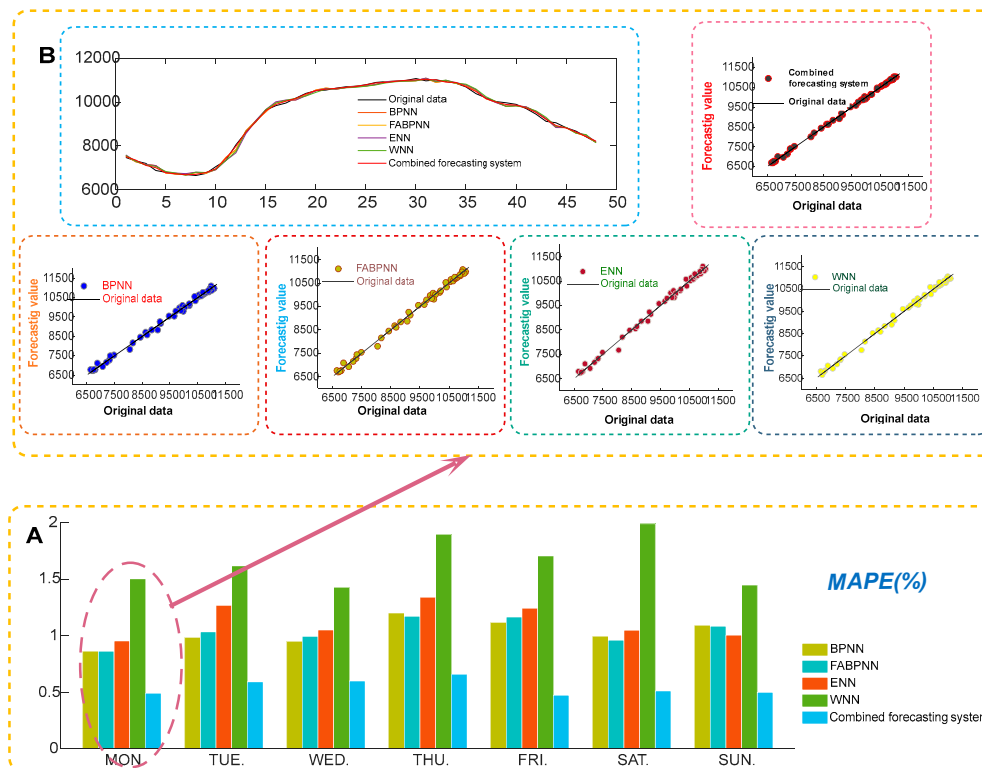 B
12000
10000
8000
6000
0 5 10 15 20 25 30 35 40 45 50
Original data
BPNN
FABPNN
ENN
WNN
Combined forecasting system
Forecastig value
11500
10500
9500
8500
7500
6500
Combined
forecasting system
Original data
6500 7500 8500 9500 10500 11500
Original data
Forecastig value
11500
10500
9500
8500
7500
6500
BPNN
Original data
6500 7500 8500 9500 10500 11500
Original data
Forecastig value
11500
10500
9500
8500
7500
6500
FABPNN
Original data
6500 7500 8500 9500 10500 11500
Original data
Forecastig value
11500
10500
9500
8500
7500
6500
ENN
Original data
6500 7500 8500 9500 10500 11500
Original data
Forecastig value
11500
10500
9500
8500
7500
6500
WNN
Original data
6500 7500 8500 9500 10500 11500
Original data
A
2
1.5
1
0.5
0
MON. TUE. WED. THU. FRI. SAT. SUN.
MAPE(%)
BPNN
FABPNN
ENN
WNN
Combined forecasting system